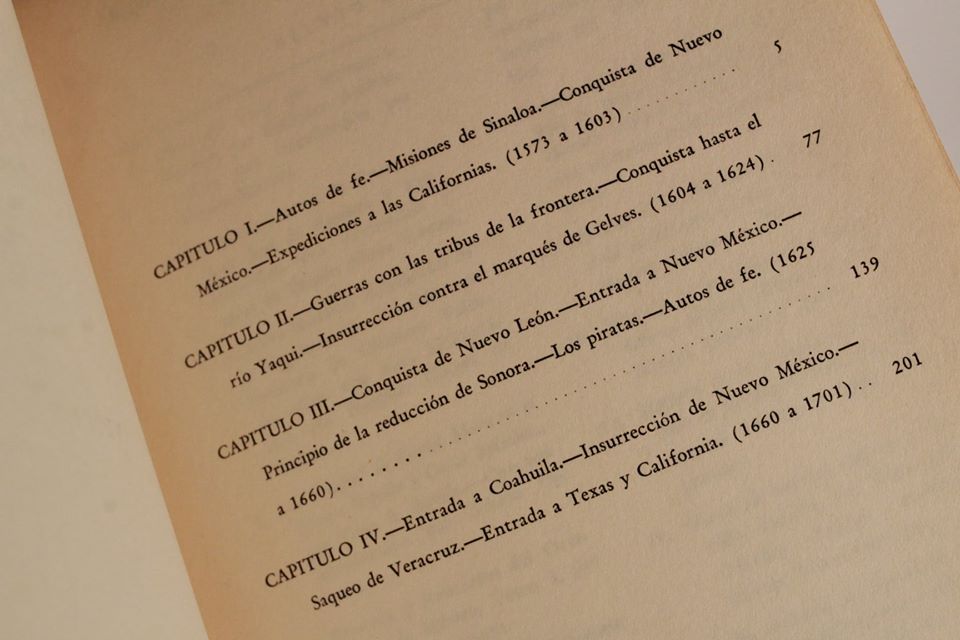 CAPITULO I.—Autos de fe.—Misiones de Sinaloa.—Conquista de Nuevo
México.—Expediciones a las Californias. (1573 a 1603) . . . . . . . . . . . 5
CAPITULO II.—Guerras con las tribus de la frontera.—Conquista hasta el
río Yaqui.—Insurrección contra el marqués de Gelves. (1604 a 1624) . 77
CAPITULO III.—Conquista de Nuevo León.—Entrada a Nuevo México.—
Principio de la reducción de Sonora.—Los piratas.—Autos de fe. (1625
a 1660). . . . . . . . . . . . . . . . . . . . . . . . . . . . . . . . . . . . . . . . . . . . . 139
CAPITULO IV.—Entrada a Coahuila.—Insurrección de Nuevo México.—
Saqueo de Veracruz.—Entrada a Texas y California. (1660 a 1701) . . 201